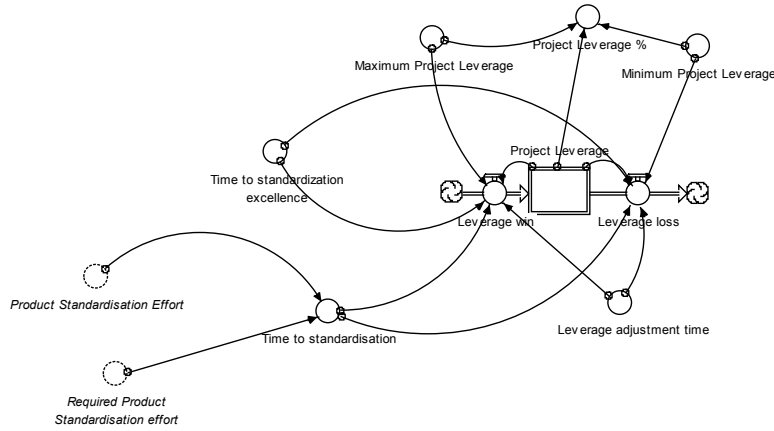 Project Leverage %
Maximum Project Leverage
Minimum Project Leverage
Project Leverage
Time to standardization
excellence
Leverage win
Leverage loss
Product Standardisation Effort
Leverage adjustment time
Time to standardisation
Required Product
Standardisation effort